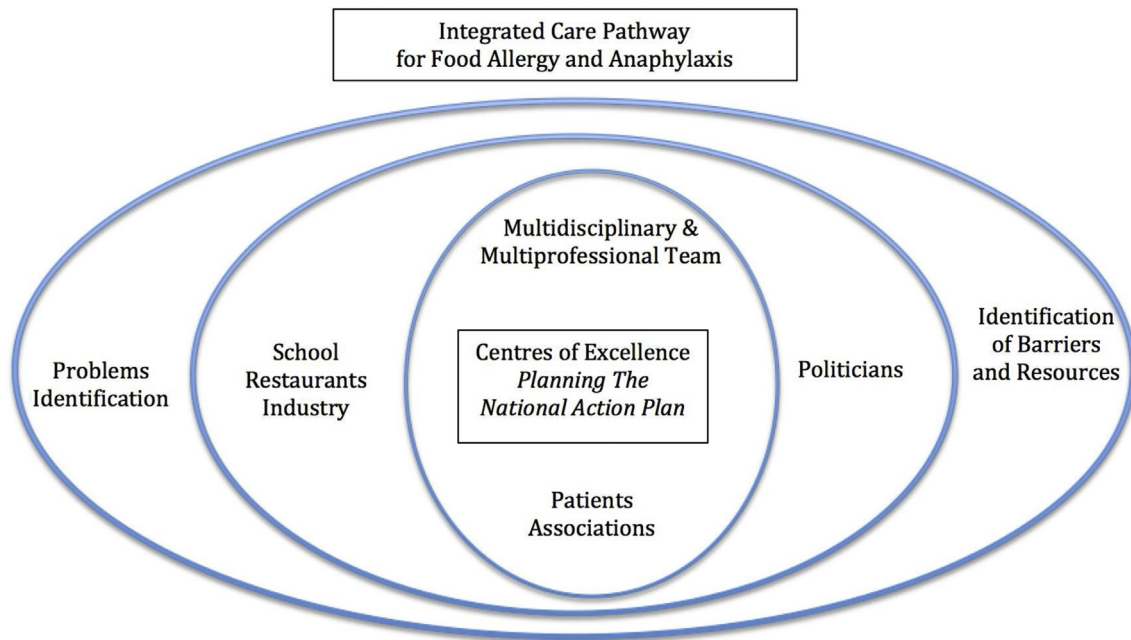 Integrated Care Pathway
for Food Allergy and Anaphylaxis
Multidisciplinary &
Multiprofessional Team
Problems
Identification
School
Restaurants
Industry
Centres of Excellence
Planning The
National Action Plan
Politicians
Identification
of Barriers
and Resources
Patients
Associations